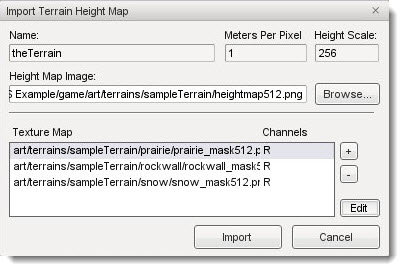 Import Terrain Height Map
Name: Meters Per Pixel Height Scale:
theTerrain 1 256
Height Map Image:
Example/game/art/terrains/sampleTerrain/heightmap512.png Browse...
Texture Map Channels
art/terrains/sampleTerrain/prairie/prairie_mask512.p R +
art/terrains/sampleTerrain/rockwall/rockwall_mask5 R -
art/terrains/sampleTerrain/snow/snow_mask512.pr R
Edit
Import Cancel